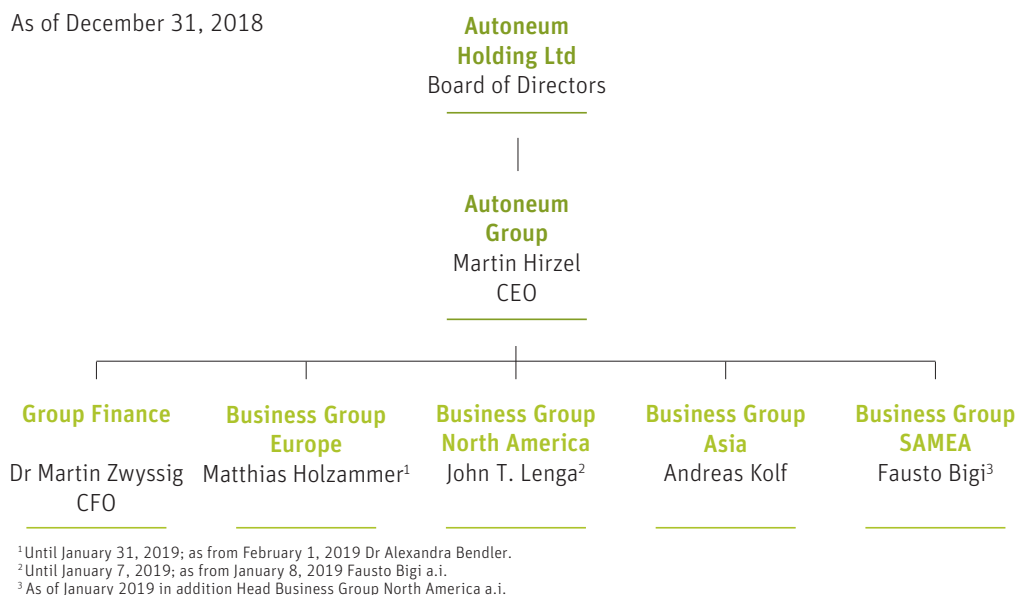 As of December 31, 2018
Autoneum
Holding Ltd
Board of Directors
Autoneum
Group
Martin Hirzel
CEO
Group Finance
Dr Martin Zwyssig
CFO
Business Group
Europe
Matthias Holzammer¹
Business Group
North America
John T. Lenga²
Business Group
Asia
Andreas Kolf
Business Group
SAMEA
Fausto Bigi³
¹ Until January 31, 2019; as from February 1, 2019 Dr Alexandra Bendler.
² Until January 7, 2019; as from January 8, 2019 Fausto Bigi a.i.
³ As of January 2019 in addition Head Business Group North America a.i.